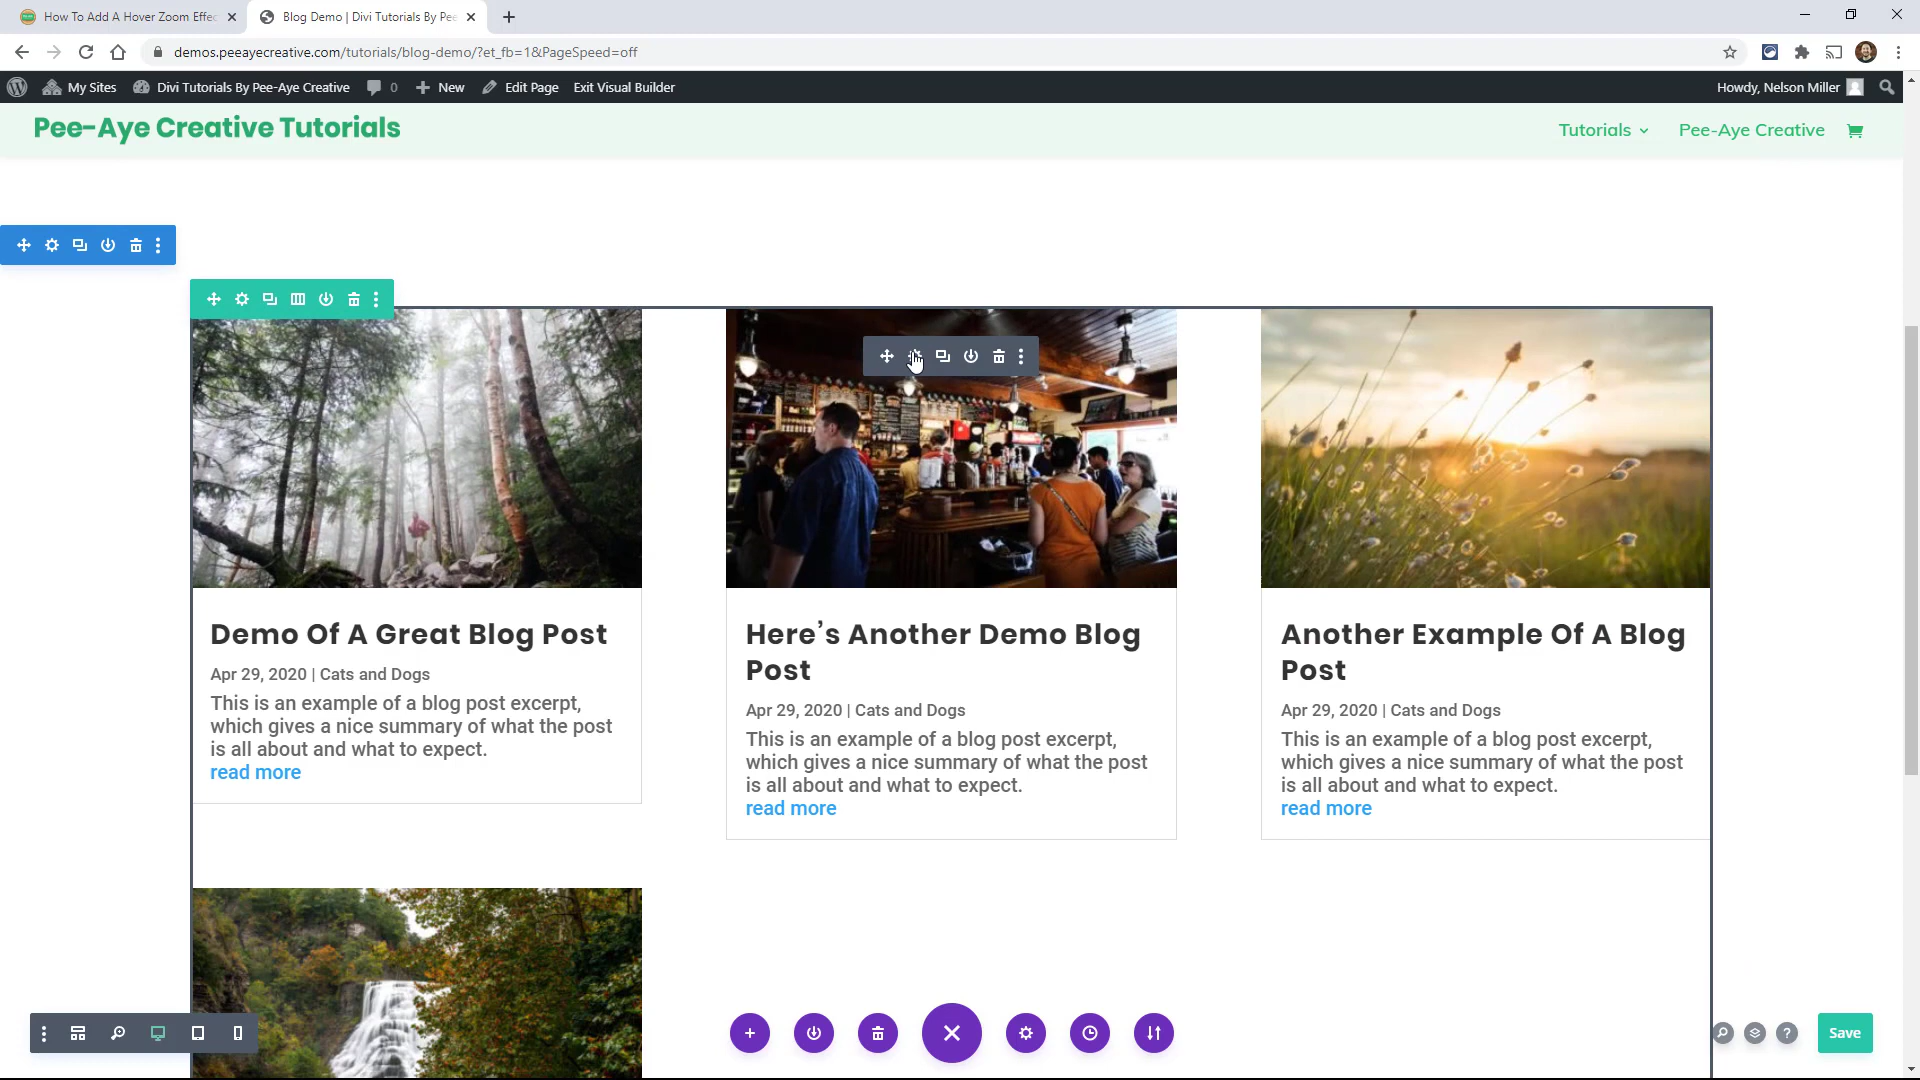 How To Add A Hover Zoom Effec
Blog Demo | Divi Tutorials By Pee
demos.peeayecreative.com/tutorials/blog-demo/?et_fb=1&PageSpeed=off
My Sites
Divi Tutorials By Pee-Aye Creative
0
New
Edit Page
Exit Visual Builder
Howdy, Nelson Miller
Pee-Aye Creative Tutorials
Tutorials
Pee-Aye Creative
Demo Of A Great Blog Post
Apr 29, 2020 | Cats and Dogs
This is an example of a blog post excerpt,
which gives a nice summary of what the post
is all about and what to expect.
read more
Here’s Another Demo Blog
Post
Apr 29, 2020 | Cats and Dogs
This is an example of a blog post excerpt,
which gives a nice summary of what the post
is all about and what to expect.
read more
Another Example Of A Blog
Post
Apr 29, 2020 | Cats and Dogs
This is an example of a blog post excerpt,
which gives a nice summary of what the post
is all about and what to expect.
read more
Save